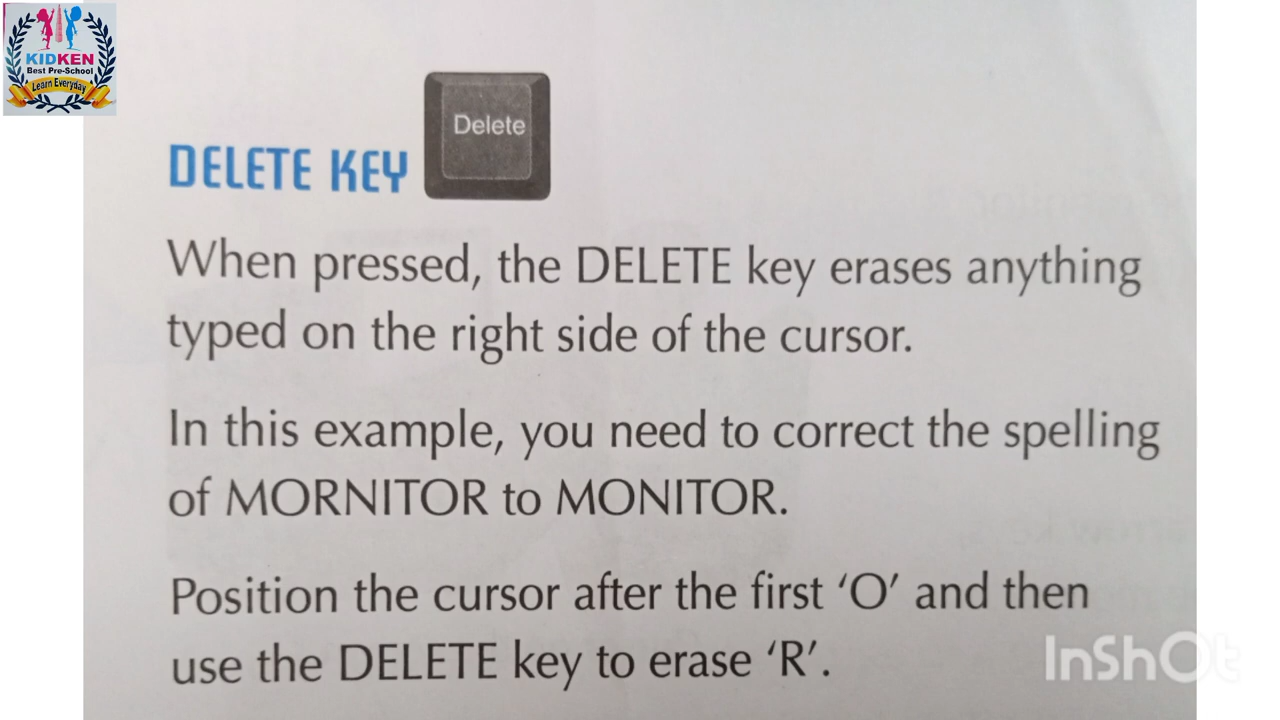 KIDKEN
Best Pre-School
Learn Everyday
Delete
DELETE KEY
When pressed, the DELETE key erases anything
typed on the right side of the cursor.
In this example, you need to correct the spelling
of MORNITOR to MONITOR.
Position the cursor after the first ‘O’ and then
use the DELETE key to erase ‘R’.
InShOt